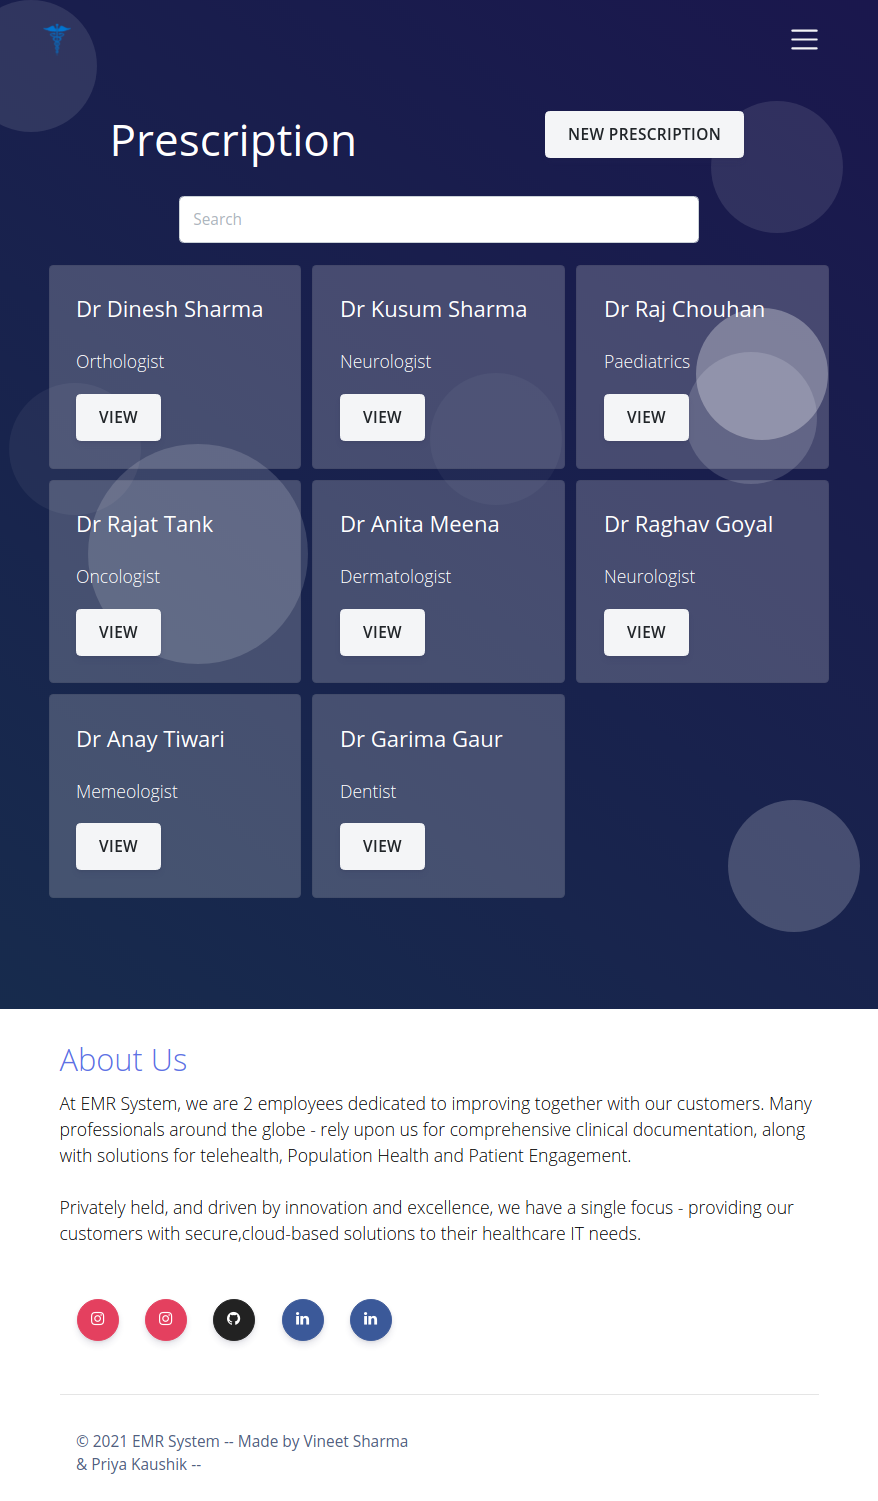 Prescription
NEW PRESCRIPTION
Search
Dr Dinesh Sharma
Orthologist
VIEW
Dr Kusum Sharma
Neurologist
VIEW
Dr Raj Chouhan
Paediatrics
VIEW
Dr Rajat Tank
Oncologist
VIEW
Dr Anita Meena
Dermatologist
VIEW
Dr Raghav Goyal
Neurologist
VIEW
Dr Anay Tiwari
Memeologist
VIEW
Dr Garima Gaur
Dentist
VIEW
About Us
At EMR System, we are 2 employees dedicated to improving together with our customers. Many
professionals around the globe - rely upon us for comprehensive clinical documentation, along
with solutions for telehealth, Population Health and Patient Engagement.
Privately held, and driven by innovation and excellence, we have a single focus - providing our
customers with secure,cloud-based solutions to their healthcare IT needs.
© 2021 EMR System -- Made by Vineet Sharma
& Priya Kaushik --